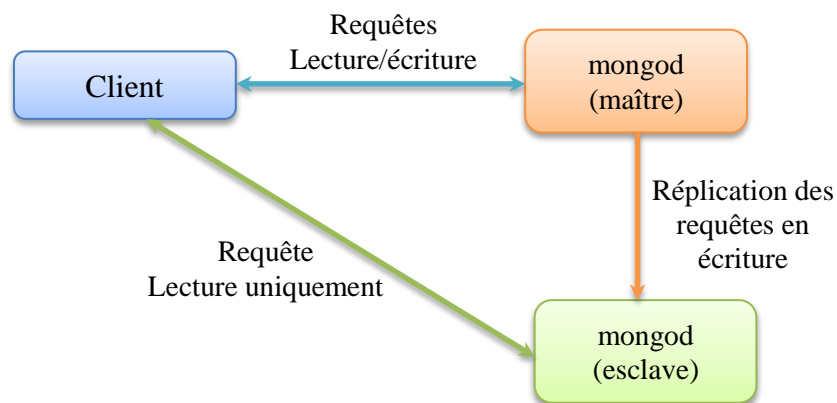 Requêtes
Lecture/écriture
Client
mongod
(maître)
Réplication des
requêtes en
écriture
Requête
Lecture uniquement
mongod
(esclave)